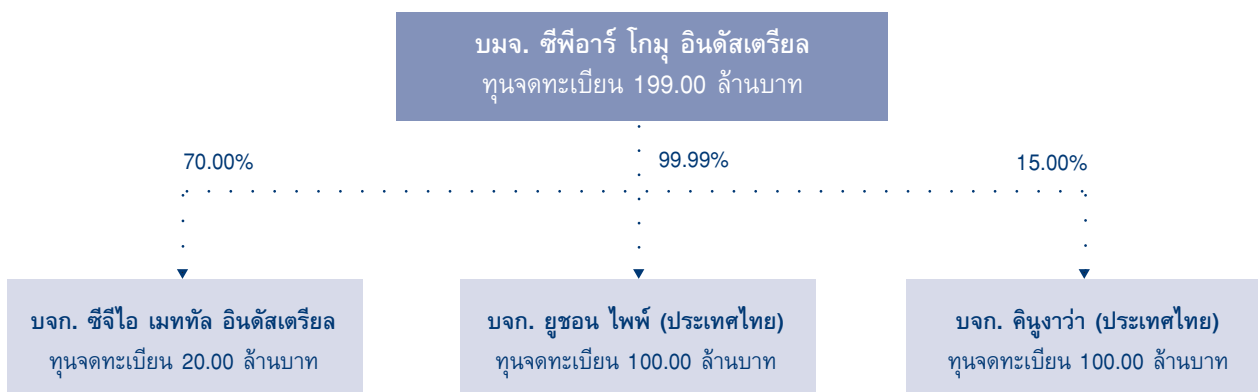 บมจ. ซีพีอาร์ โกมุ อินดัสเตรียล
ทุนจดทะเบียน 199.00 ล้านบาท
70.00%
99.99%
15.00%
บจก. ซีจีไอ เมททัล อินดัสเตรียล
ทุนจดทะเบียน 20.00 ล้านบาท
บจก. ยูชอน ไพพ์ (ประเทศไทย)
ทุนจดทะเบียน 100.00 ล้านบาท
บจก. คินูงาว่า (ประเทศไทย)
ทุนจดทะเบียน 100.00 ล้านบาท